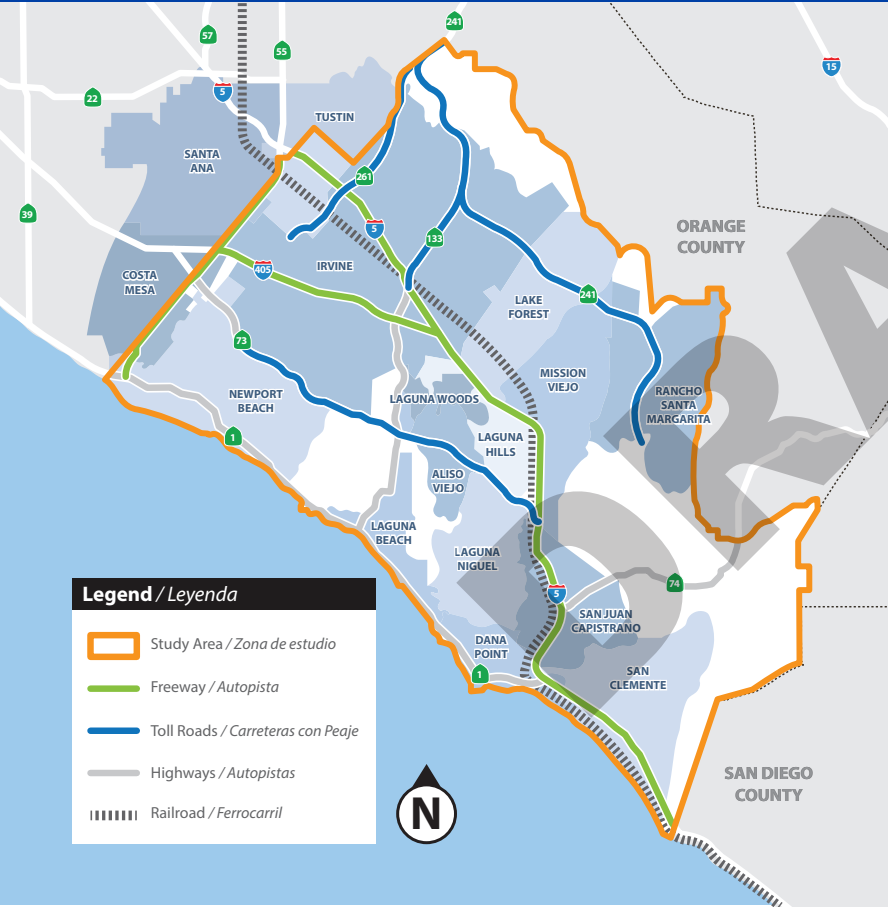 241
57
55
5
15
22
TUSTIN
SANTA
ANA
261
39
5
133
ORANGE
COUNTY
405
IRVINE
COSTA
MESA
241
LAKE
FOREST
73
MISSION
VIEJO
NEWPORT
BEACH
LAGUNA WOODS
RANCHO
SANTA
MARGARITA
1
LAGUNA
HILLS
ALISO
VIEJO
LAGUNA
BEACH
LAGUNA
NIGUEL
74
5
SAN JUAN
CAPISTRANO
DANA
POINT
1
SAN
CLEMENTE
SAN DIEGO
COUNTY
Legend / Leyenda
Study Area / Zona de estudio
Freeway / Autopista
Toll Roads / Carreteras con Peaje
Highways / Autopistas
Railroad / Ferrocarril
N